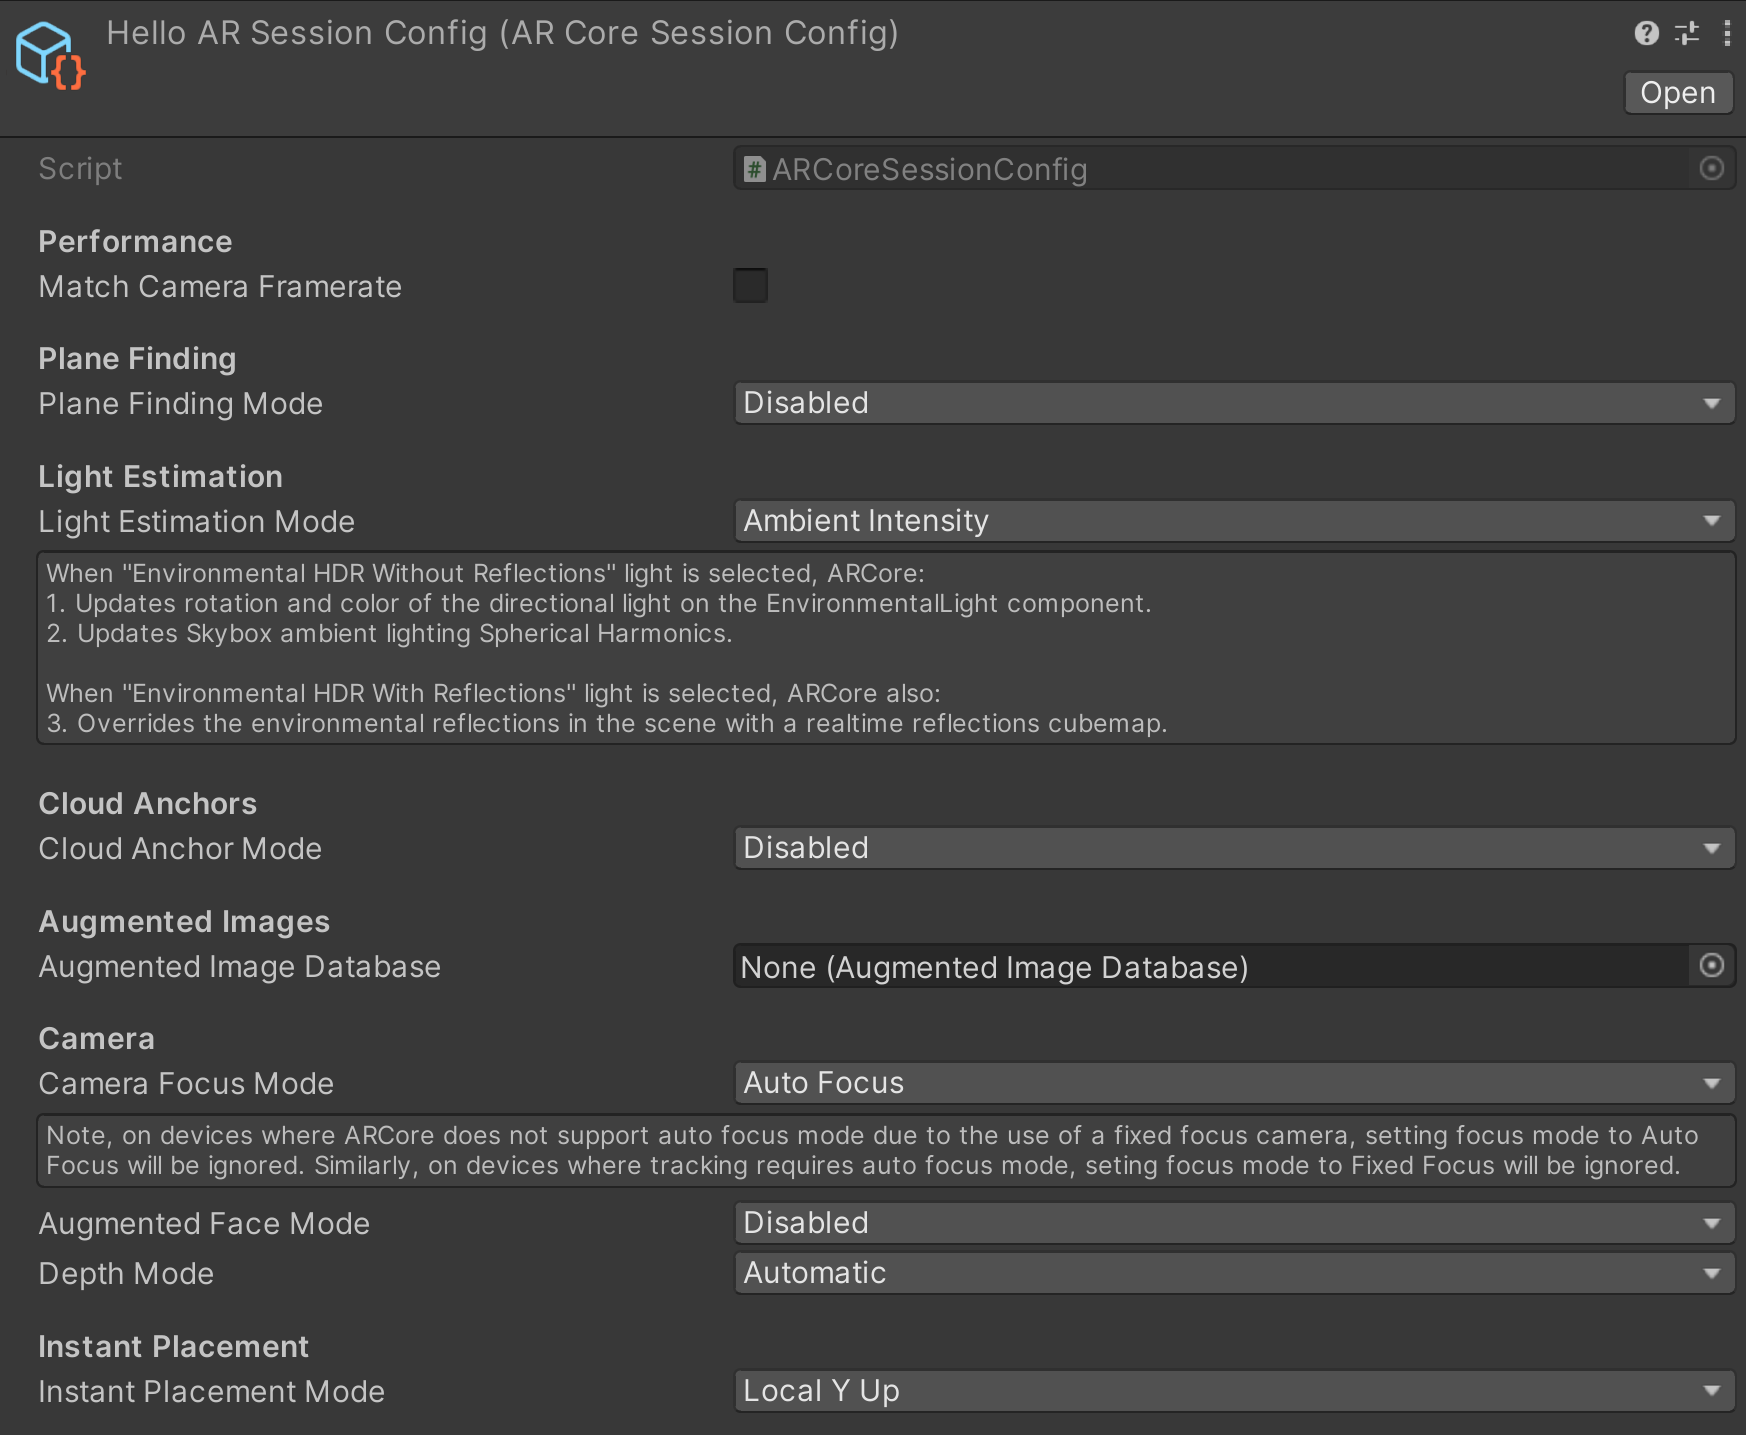 Hello AR Session Config (AR Core Session Config)
Open
Script
# ARCoreSessionConfig
Performance
Match Camera Framerate
Plane Finding
Plane Finding Mode
Disabled
Light Estimation
Light Estimation Mode
Ambient Intensity
When "Environmental HDR Without Reflections" light is selected, ARCore:
1. Updates rotation and color of the directional light on the EnvironmentalLight component.
2. Updates Skybox ambient lighting Spherical Harmonics.
When "Environmental HDR With Reflections" light is selected, ARCore also:
3. Overrides the environmental reflections in the scene with a realtime reflections cubemap.
Cloud Anchors
Cloud Anchor Mode
Disabled
Augmented Images
Augmented Image Database
None (Augmented Image Database)
Camera
Camera Focus Mode
Auto Focus
Note, on devices where ARCore does not support auto focus mode due to the use of a fixed focus camera, setting focus mode to Auto
Focus will be ignored. Similarly, on devices where tracking requires auto focus mode, seting focus mode to Fixed Focus will be ignored.
Augmented Face Mode
Disabled
Depth Mode
Automatic
Instant Placement
Instant Placement Mode
Local Y Up